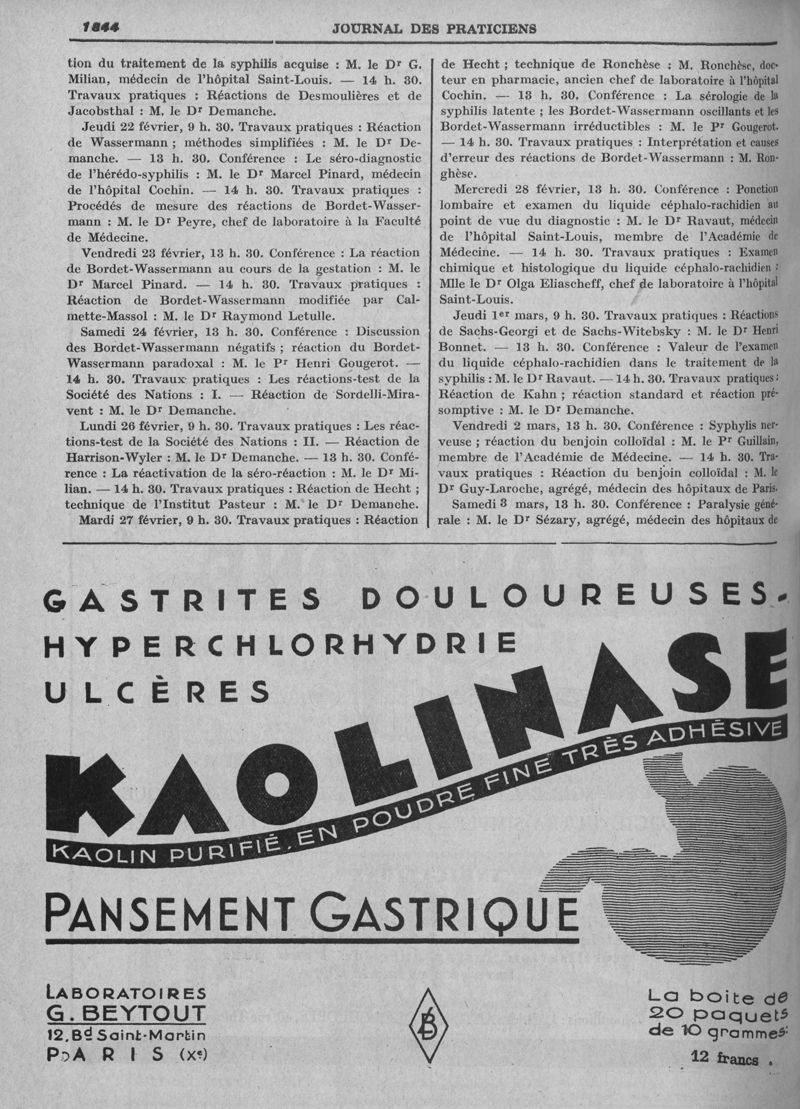 1844
JOURNAL DES PRATICIENS
tion du traitement de la syphilis acquise : M. le Dr G.
Milian, médecin de l'hôpital Saint-Louis. — 14 h. 30.
Travaux pratiques : Réactions de Desmoulières et de
Jacobsthal : M. le Dr Demanche.
Jeudi 22 février, 9 h. 30. Travaux pratiques : Réaction
de Wassermann ; méthodes simplifiées : M. le Dr De-
manche. — 13 h. 30. Conférence : Le séro-diagnostic
de l'hérédo-syphilis : M. le Dr Marcel Pinard, médecin
de l'hôpital Cochin. — 14 h. 30. Travaux pratiques :
Procédés de mesure des réactions de Bordet-Wasser-
mann : M. le Dr Peyre, chef de laboratoire à la Faculté
de Médecine.
Vendredi 23 février, 13 h. 30. Conférence : La réaction
de Bordet-Wassermann au cours de la gestation : M. le
Dr Marcel Pinard. — 14 h. 30. Travaux pratiques :
Réaction de Bordet-Wassermann modifiée par Cal-
mette-Massol : M. le Dr Raymond Letulle.
Samedi 24 février, 13 h. 30. Conférence : Discussion
des Bordet-Wassermann négatifs ; réaction du Bordet-
Wassermann paradoxal : M. le Pr Henri Gougerot. —
14 h. 30. Travaux pratiques : Les réactions-test de la
Société des Nations : I. — Réaction de Sordelli-Mira-
vent : M. le Dr Demanche.
Lundi 26 février, 9 h. 30. Travaux pratiques : Les réac-
tions-test de la Société des Nations : II. — Réaction de
Harrison-Wyler : M. le Dr Demanche. — 13 h. 30. Confé-
rence : La réactivation de la séro-réaction : M. le Dr Mi-
lian. — 14 h. 30. Travaux pratiques : Réaction de Hecht ;
technique de l'Institut Pasteur : M. le Dr Demanche.
Mardi 27 février, 9 h. 30. Travaux pratiques : Réaction
de Hecht ; technique de Ronchèse : M. Ronchèse, doc-
teur en pharmacie, ancien chef de laboratoire à l'hôpital
Cochin. — 13 h. 30. Conférence : La sérologie de la
syphilis latente ; les Bordet-Wassermann oscillants et les
Bordet-Wassermann irréductibles : M. le Pr Gougerot.
— 14 h. 30. Travaux pratiques : Interprétation et causes
d'erreur des réactions de Bordet-Wassermann : M. Ron-
ghèse.
Mercredi 28 février, 13 h. 30. Conférence : Ponction
lombaire et examen du liquide céphalo-rachidien au
point de vue du diagnostic : M. le Dr Ravaut, médecin
de l'hôpital Saint-Louis, membre de l'Académie de
Médecine. — 14 h. 30. Travaux pratiques : Examen
chimique et histologique du liquide céphalo-rachidien :
Mlle le Dr Olga Eliascheff, chef de laboratoire à l'hôpital
Saint-Louis.
Jeudi 1er mars, 9 h. 30. Travaux pratiques : Réactions
de Sachs-Georgi et de Sachs-Witebsky : M. le Dr Henri
Bonnet. — 13 h. 30. Conférence : Valeur de l'examen
du liquide céphalo-rachidien dans le traitement de la
syphilis : M. le Dr Ravaut. — 14 h. 30. Travaux pratiques :
Réaction de Kahn ; réaction standard et réaction pré-
somptive : M. le Dr Demanche.
Vendredi 2 mars, 13 h. 30. Conférence : Syphylis ner-
veuse ; réaction du benjoin colloïdal : M. le Pr Guillain,
membre de l'Académie de Médecine. — 14 h. 30. Tra-
vaux pratiques : Réaction du benjoin colloïdal : M. le
Dr Guy-Laroche, agrégé, médecin des hôpitaux de Paris.
Samedi 3 mars, 13 h. 30. Conférence : Paralysie géné-
rale : M. le Dr Sézary, agrégé, médecin des hôpitaux de
GASTRITES DOULOUREUSES.
HYPERCHLORHYDRIE
ULCÈRES
KAOLINASE
KAOLIN PURIFIÉ, EN POUDRE FINE TRÈS ADHÉSIVE
PANSEMENT GASTRIQUE
LABORATOIRES
G. BEYTOUT
12, Bd Saint-Martin
PARIS (Xe)
LB
La boite de
20 paquets
de 10 grammes:
12 francs .